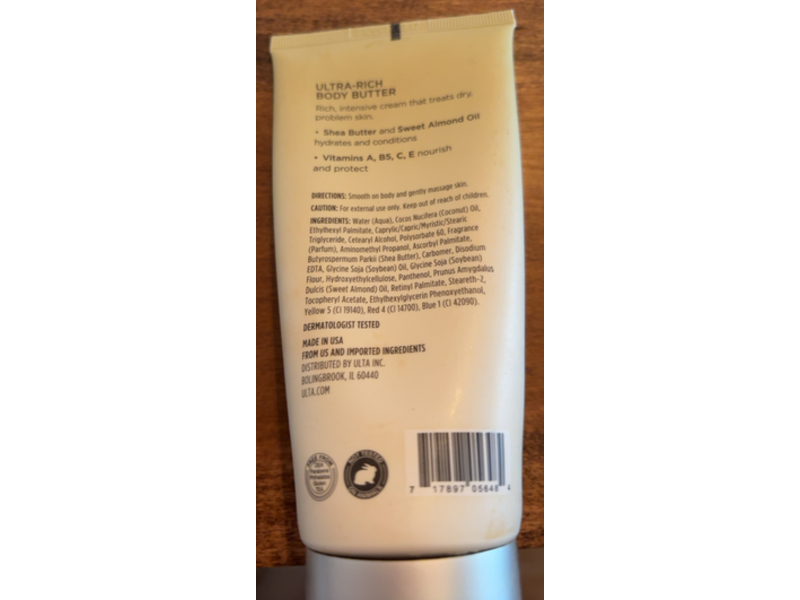 ULTRA-RICH
BODY BUTTER
Rich, intensive cream that treats dry,
problem skin.
• Shea Butter and Sweet Almond Oil
hydrates and conditions
• Vitamins A, B5, C, E nourish
and protect
DIRECTIONS: Smooth on body and gently massage skin.
CAUTION: For external use only. Keep out of reach of children.
INGREDIENTS: Water (Aqua), Cocos Nucifera (Coconut) Oil,
Ethylhexyl Palmitate, Caprylic/Capric/Myristic/Stearic
Triglyceride, Cetearyl Alcohol, Polysorbate 60, Fragrance
(Parfum), Aminomethyl Propanol, Ascorbyl Palmitate,
Butyrospermum Parkii (Shea Butter), Carbomer, Disodium
EDTA, Glycine Soja (Soybean) Oil, Glycine Soja (Soybean)
Flour, Hydroxyethylcellulose, Panthenol, Prunus Amygdalus
Dulcis (Sweet Almond) Oil, Retinyl Palmitate, Steareth-2,
Tocopheryl Acetate, Ethylhexylglycerin Phenoxyethanol,
Yellow 5 (CI 19140), Red 4 (CI 14700), Blue 1 (CI 42090).
DERMATOLOGIST TESTED
MADE IN USA
FROM US AND IMPORTED INGREDIENTS
DISTRIBUTED BY ULTA INC.
BOLINGBROOK, IL 60440
ULTA.COM
FREE FROM
NOT TESTED
ON ANIMALS
7 17897 05648 4